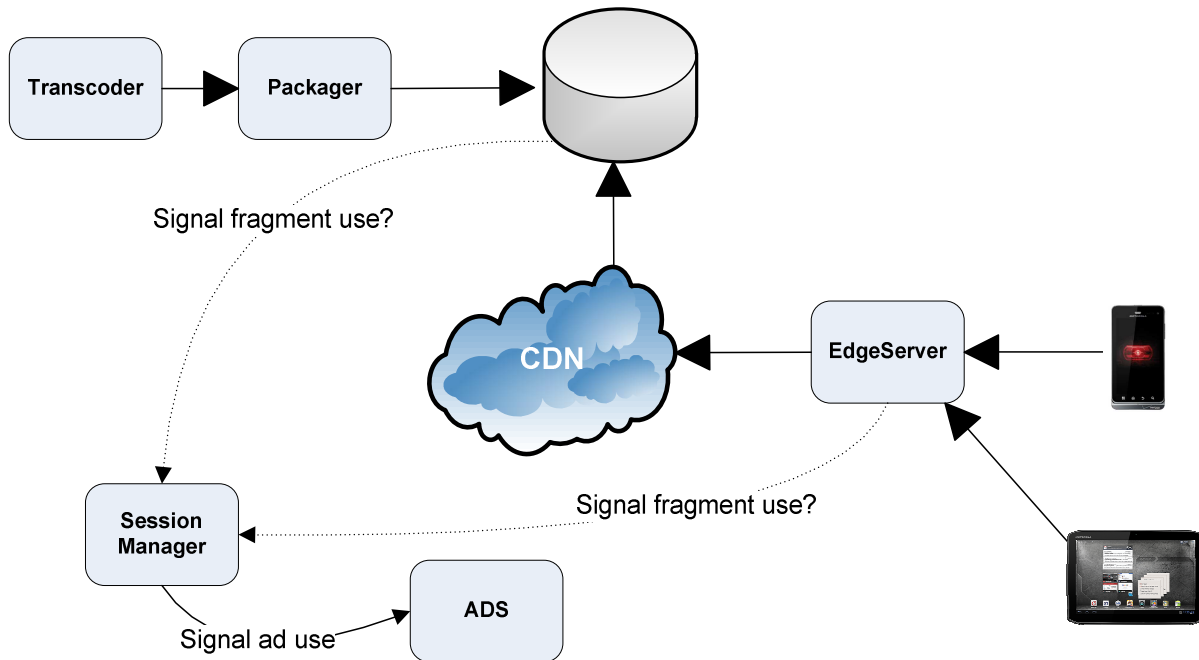 Transcoder
Packager
Signal fragment use?
CDN
EdgeServer
Signal fragment use?
Session
Manager
ADS
Signal ad use